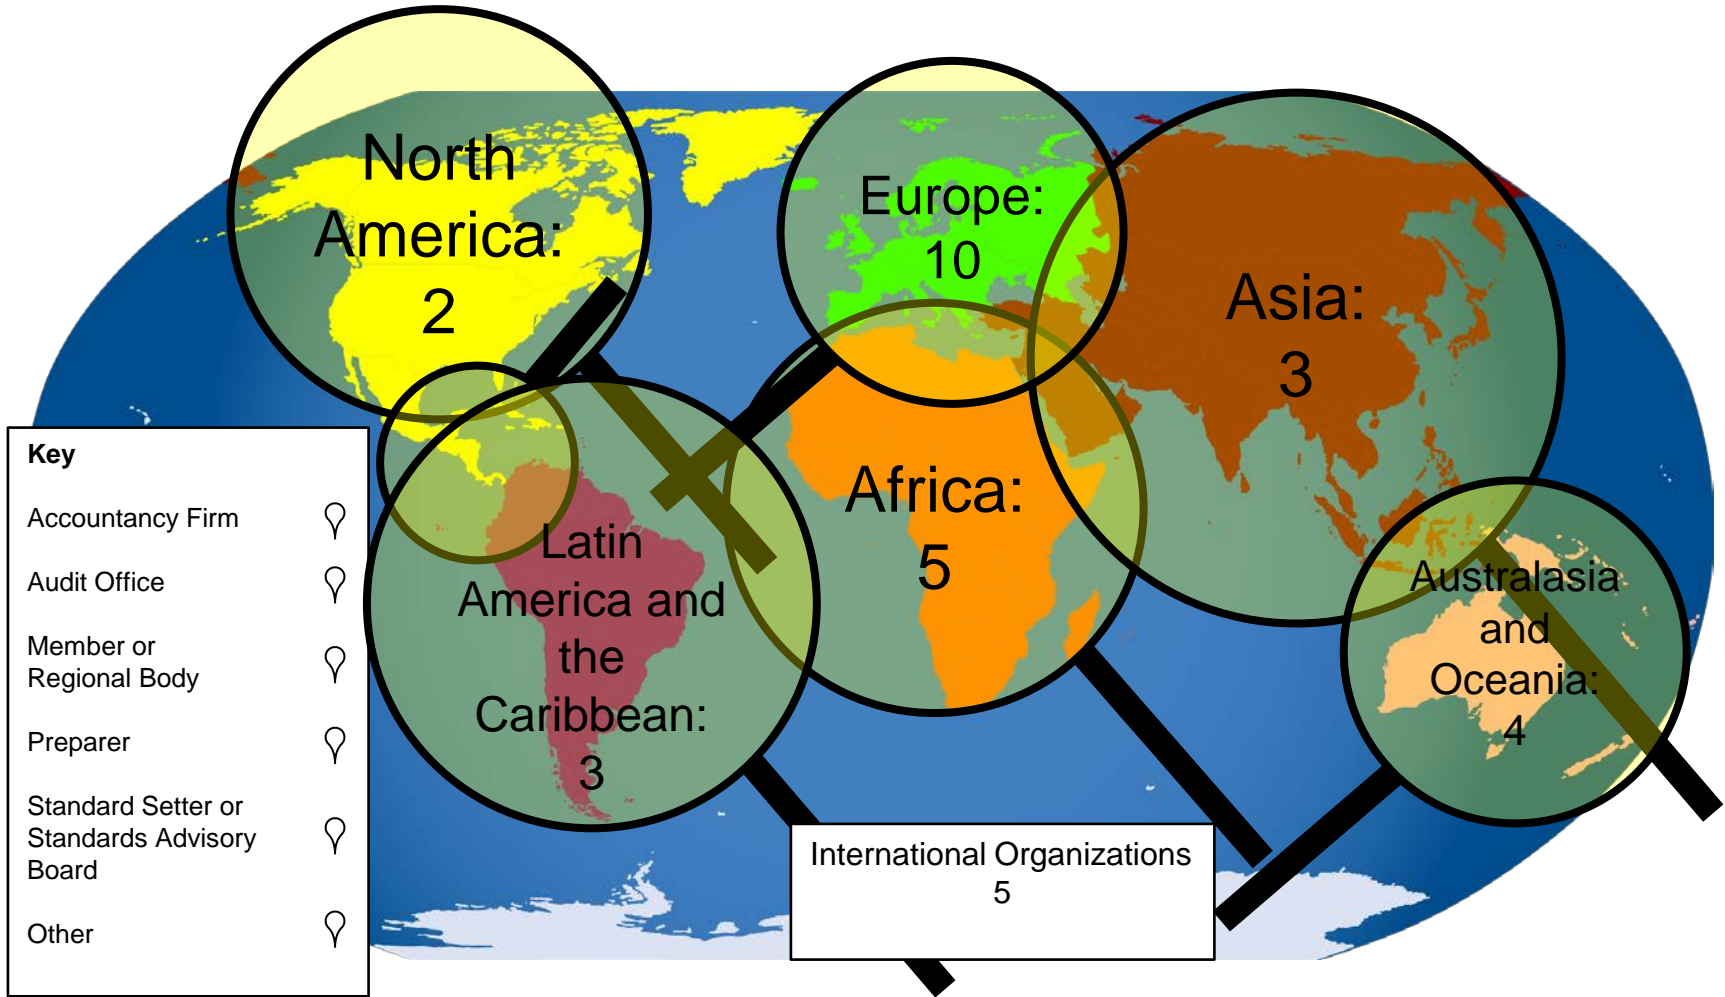 North
America:
2
Europe:
10
Asia:
3
Africa:
5
Latin
America and
the
Caribbean:
3
Australasia
and
Oceania:
4
Key
Accountancy Firm
Audit Office
Member or
Regional Body
Preparer
Standard Setter or
Standards Advisory
Board
Other
International Organizations
5